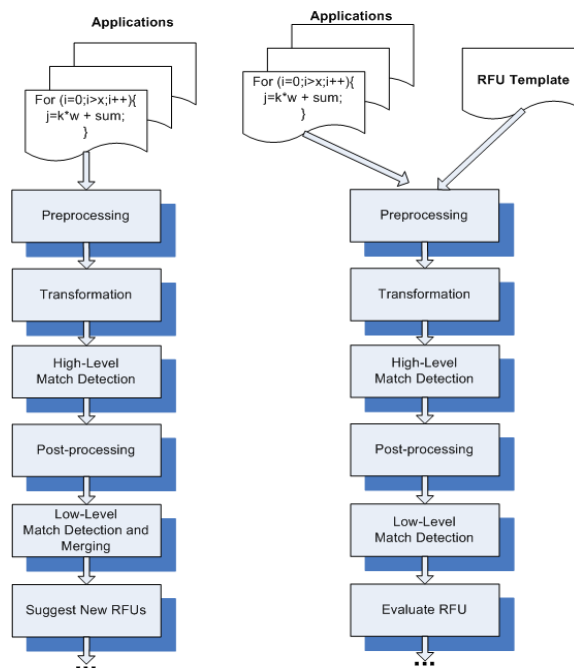 Applications
For (i=0;i>x;i++){
j=k*w + sum;
}
Preprocessing
Transformation
High-Level
Match Detection
Post-processing
Low-Level
Match Detection and
Merging
Suggest New RFUs
...
Applications
For (i=0;i>x;i++){
j=k*w + sum;
}
RFU Template
Preprocessing
Transformation
High-Level
Match Detection
Post-processing
Low-Level
Match Detection
Evaluate RFU
...